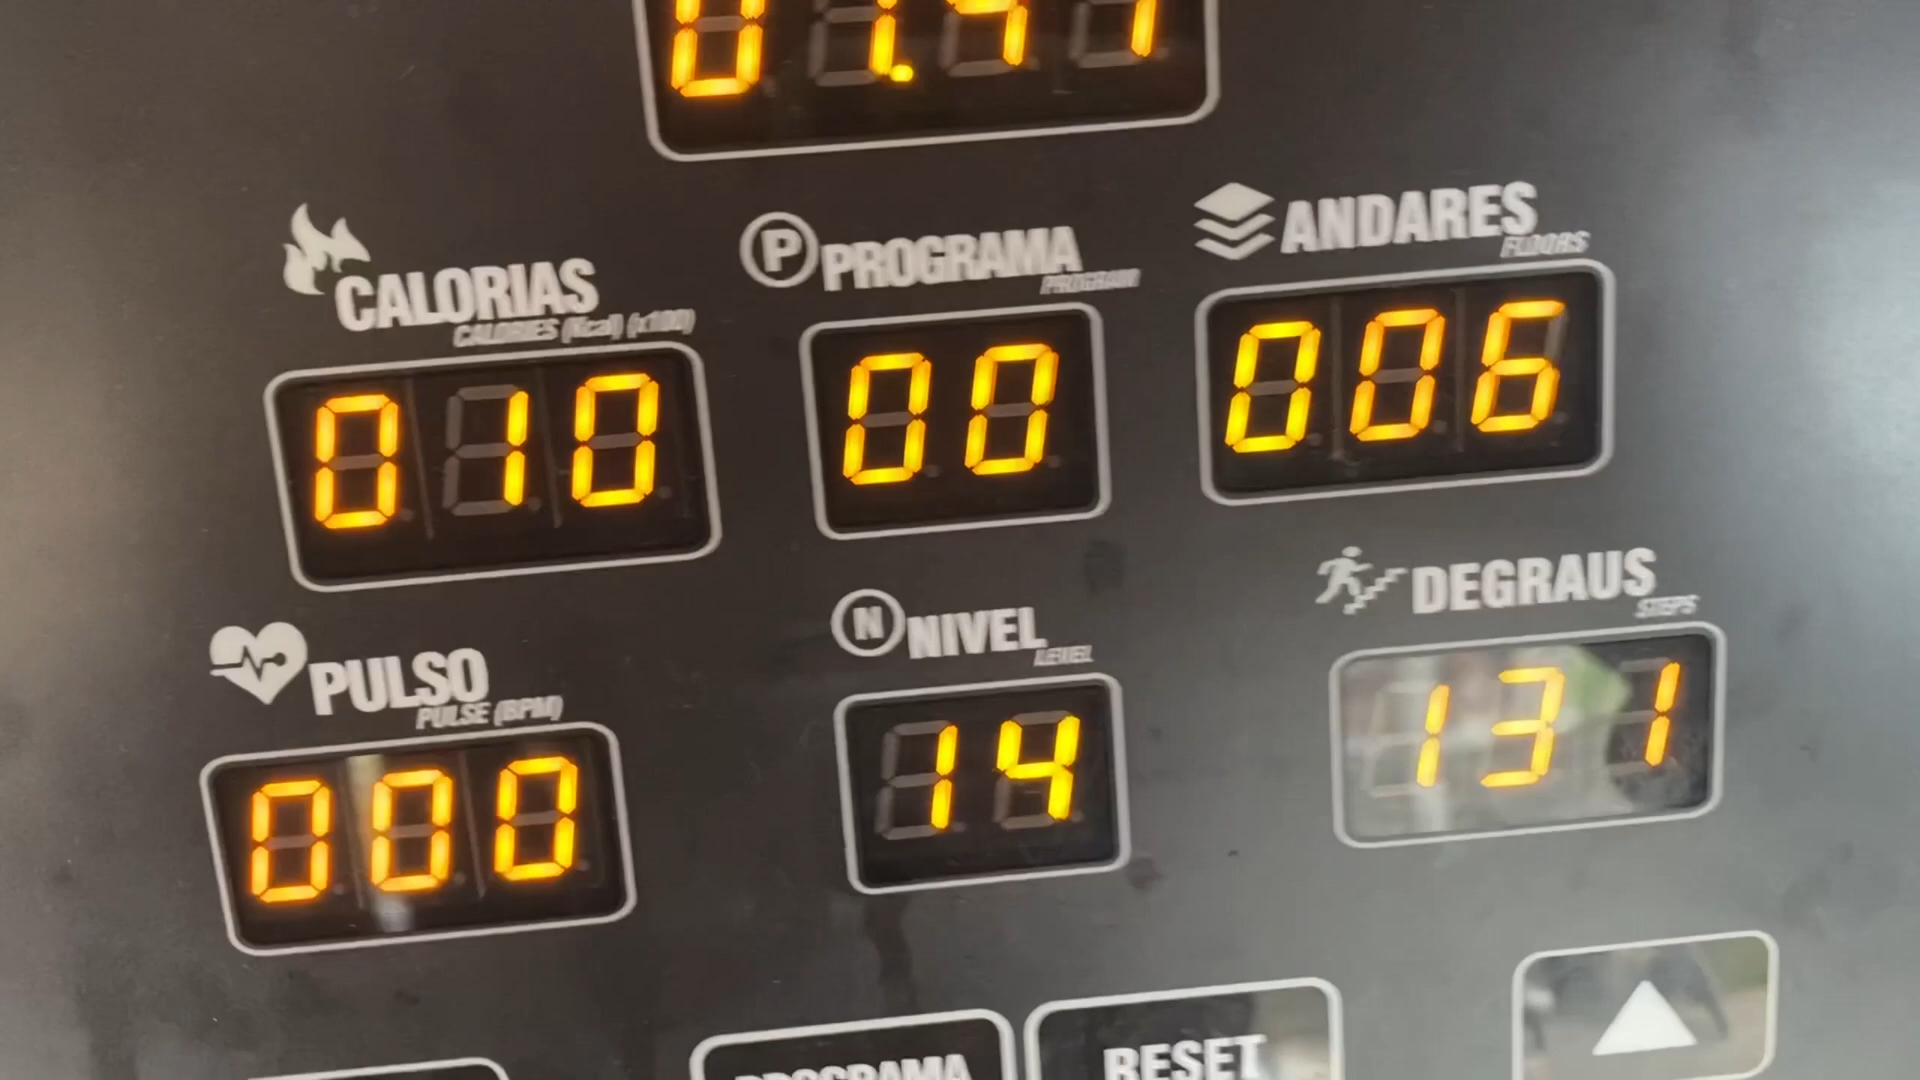 CALORIAS
CALORIES (Kcal) (x100)
010
P PROGRAMA
PROGRAM
00
ANDARES
FLOORS
006
PULSO
PULSE (BPM)
000
N NIVEL
LEVEL
14
DEGRAUS
STEPS
131
PROGRAMA
RESET